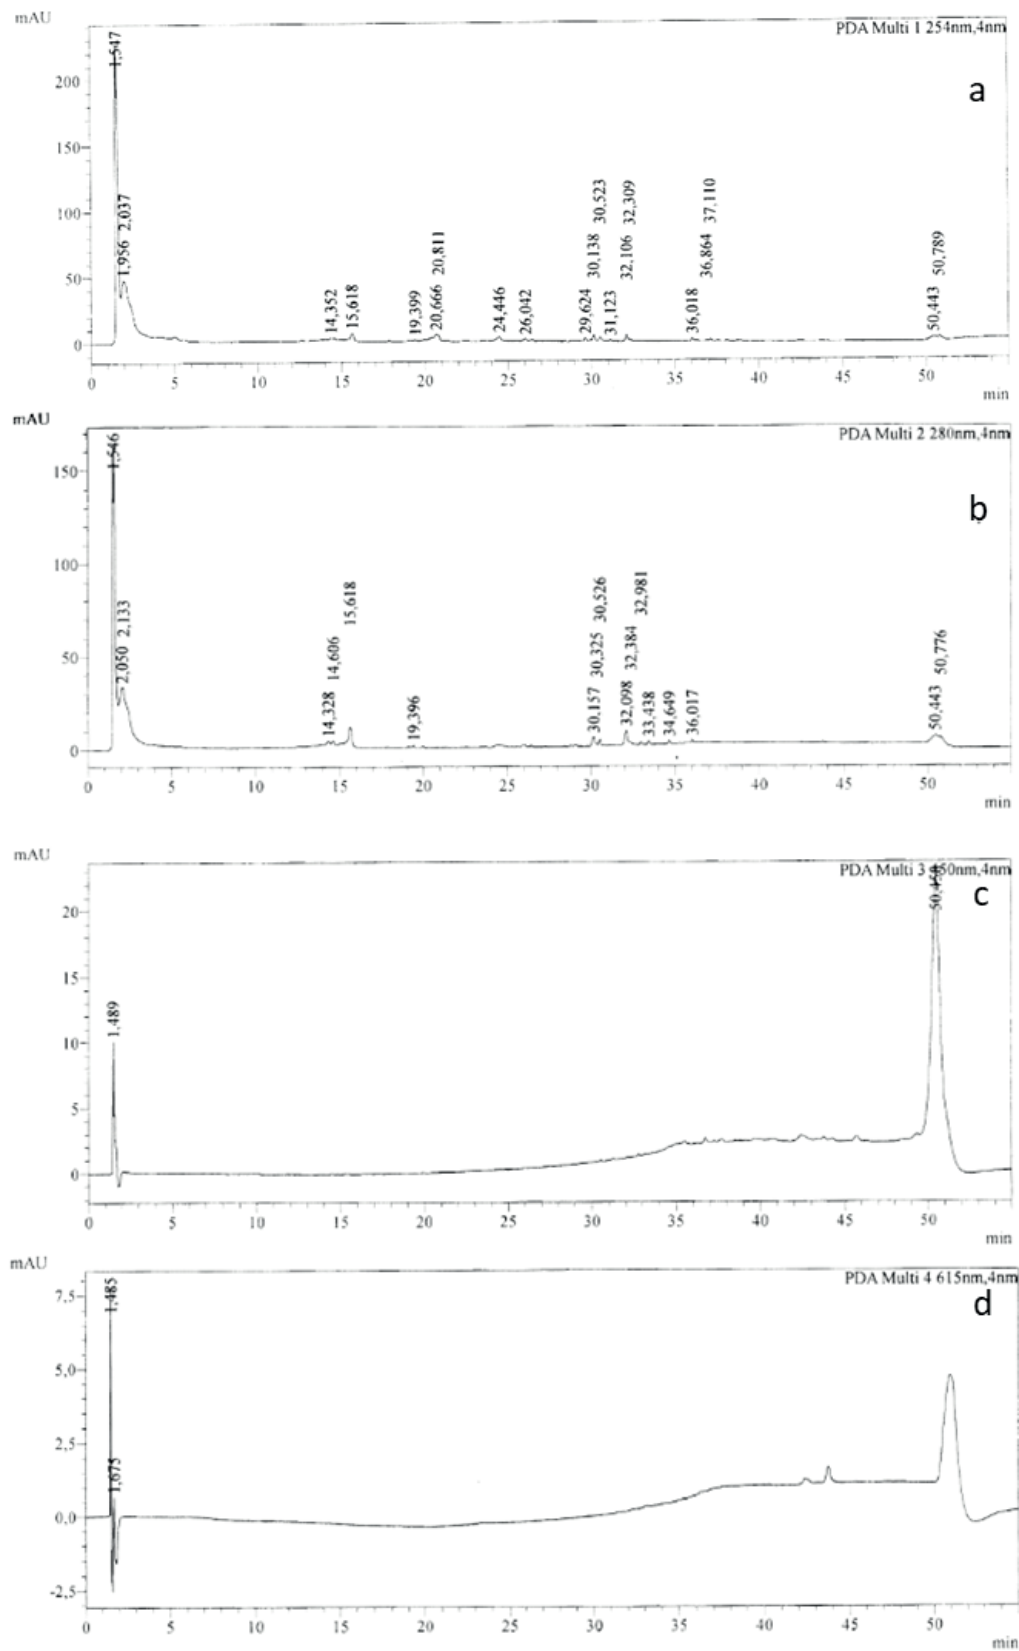 mAU
PDA Multi 1 254nm,4nm
a
1,547
200
150
100
50
0
1,956 2,037
14,352
15,618
19,399
20,666 20,811
24,446
26,042
29,624
30,138 30,523
31,123
32,106 32,309
36,018
36,864 37,110
50,443 50,789
0 5 10 15 20 25 30 35 40 45 50
min
mAU
PDA Multi 2 280nm,4nm
b
1,546
150
100
50
0
2,050 2,133
14,328 14,606
15,618
19,396
30,157 30,325 30,526
32,098 32,384 32,981
33,438
34,649
36,017
50,443 50,776
0 5 10 15 20 25 30 35 40 45 50
min
mAU
PDA Multi 3 450nm,4nm
c
20
15
10
5
0
1,489
0 5 10 15 20 25 30 35 40 45 50
min
mAU
PDA Multi 4 615nm,4nm
d
7,5
5,0
2,5
0,0
-2,5
1,485
1,675
0 5 10 15 20 25 30 35 40 45 50
min